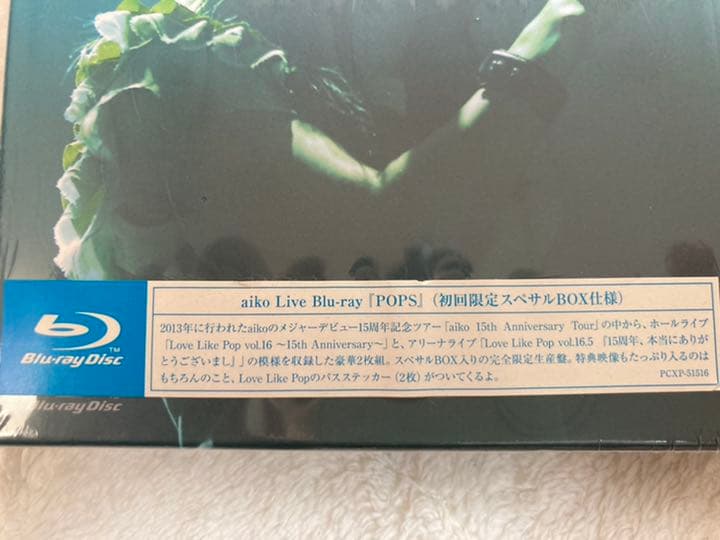 aiko Live Blu-ray『POPS』(初回限定スペサルBOX仕様)
2013年に行われたaikoのメジャーデビュー15周年記念ツアー「aiko 15th Anniversary Tour」の中から、ホールライブ
「Love Like Pop vol.16 〜15th Anniversary〜」と、アリーナライブ「Love Like Pop vol.16.5 『15周年、本当にありが
とうございまし』」の模様を収録した豪華2枚組。スペサルBOX入りの完全限定生産盤。特典映像もたっぷり入るのは
もちろんのこと、Love Like Popのパスステッカー(2枚)がついてくるよ。
PCXP-51516
Blu-ray Disc
TM
Blu-ray Disc